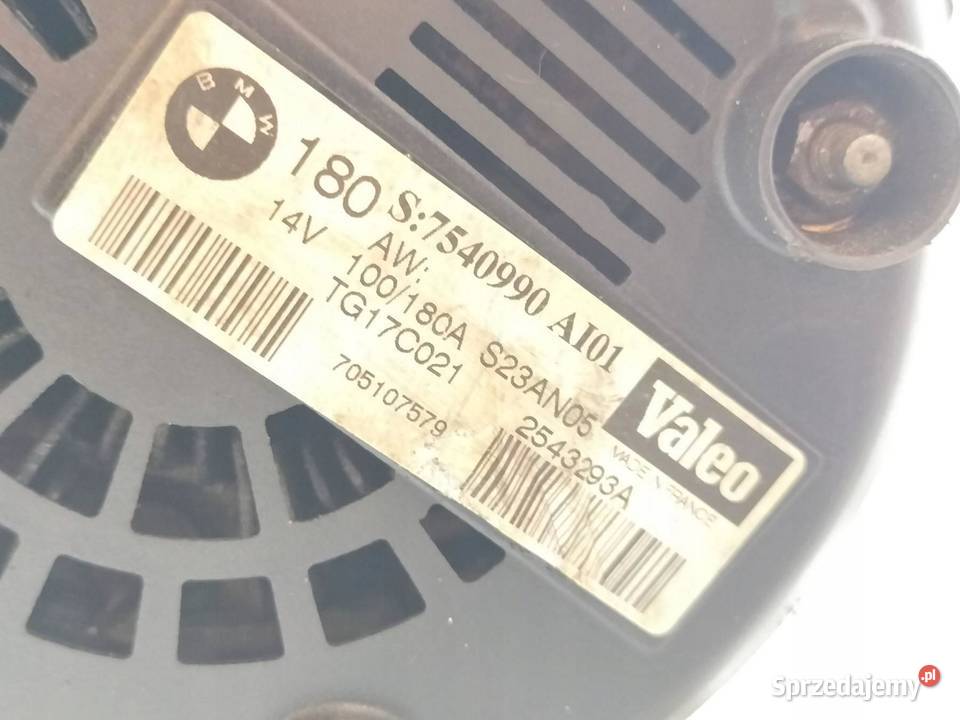 BMW
180 S:7540990 AI01
14V AW:
100/180A S23AN05
TG17C021 2543293A
705107579
Valeo
MADE IN FRANCE
Sprzedajemy.pl